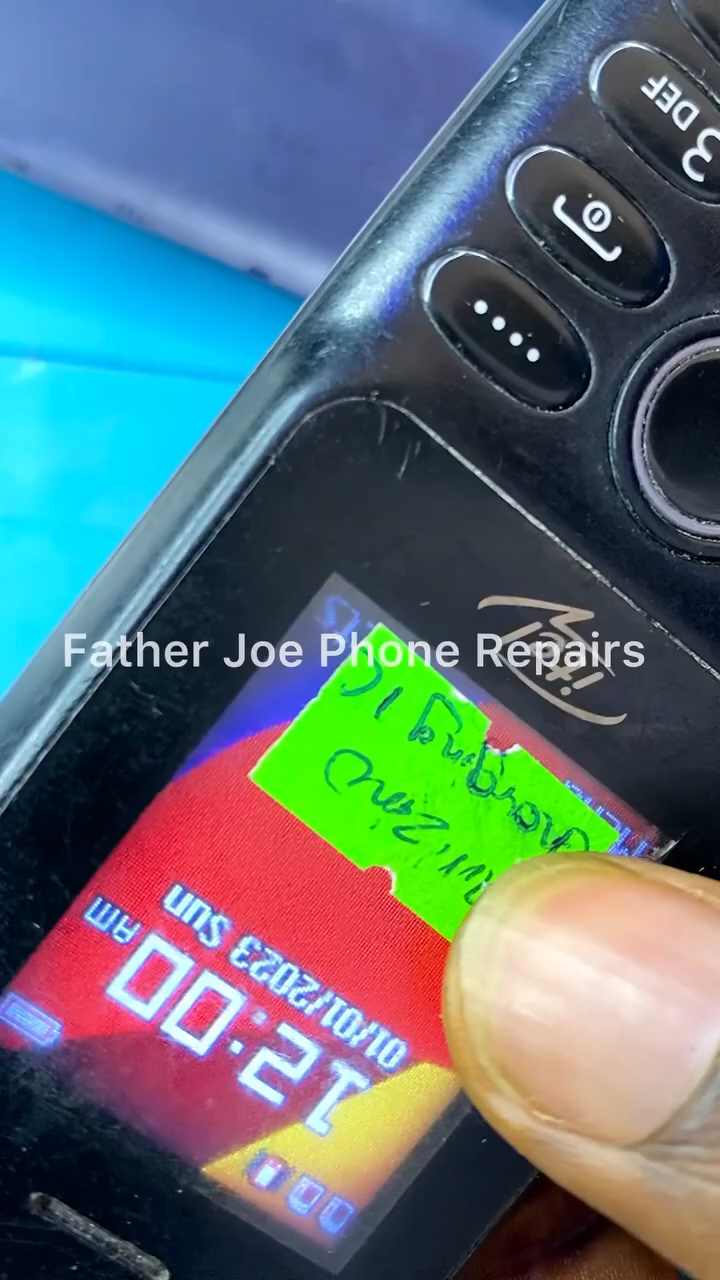 Father Joe Phone Repairs
12:00 AM
01/01/2023 Sun
Charging IC
itel
3 DEF